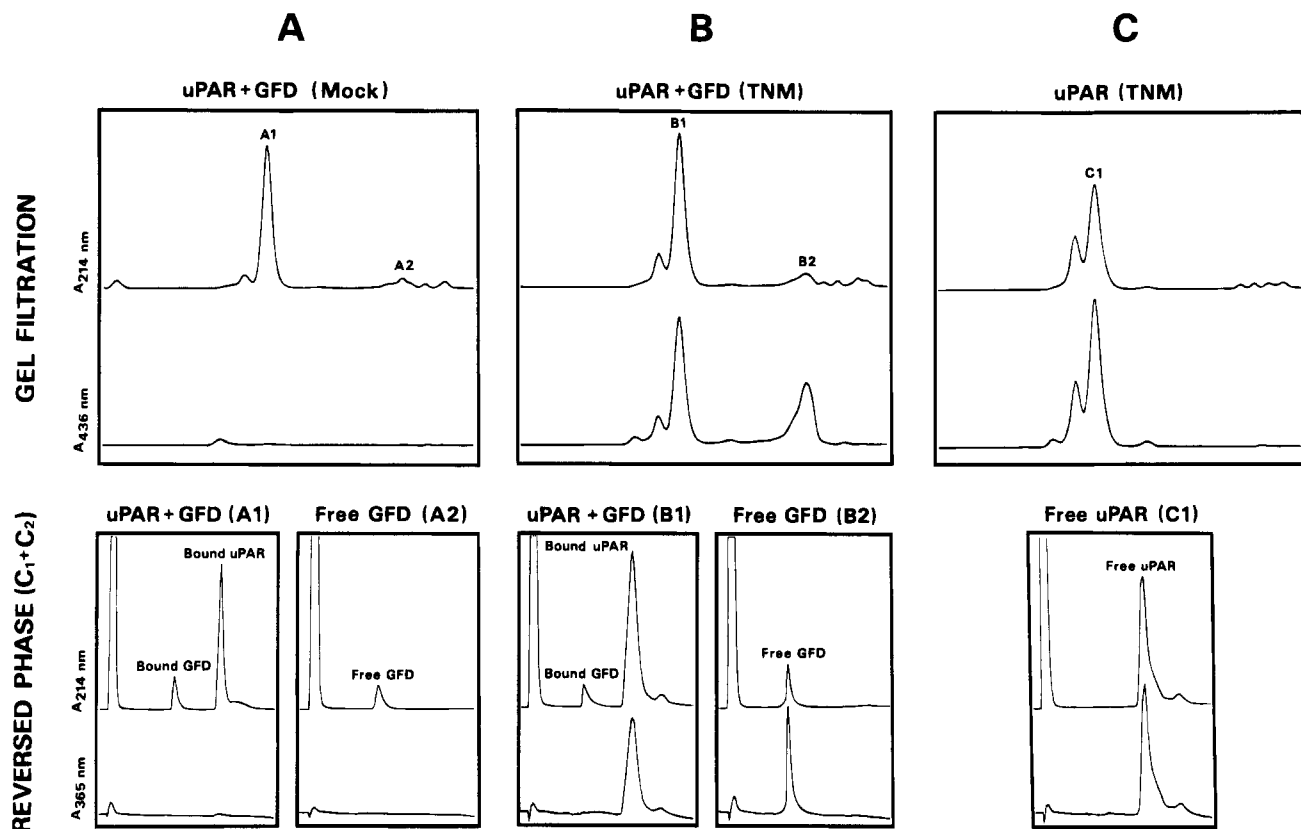 A
B
C
uPAR + GFD (Mock)
uPAR + GFD (TNM)
uPAR (TNM)
GEL FILTRATION
A214 nm
A436 nm
A1
A2
B1
B2
C1
REVERSED PHASE (C1+C2)
A214 nm
A365 nm
uPAR + GFD (A1)
Free GFD (A2)
uPAR + GFD (B1)
Free GFD (B2)
Free uPAR (C1)
Bound uPAR
Bound GFD
Free GFD
Bound uPAR
Bound GFD
Free GFD
Free uPAR